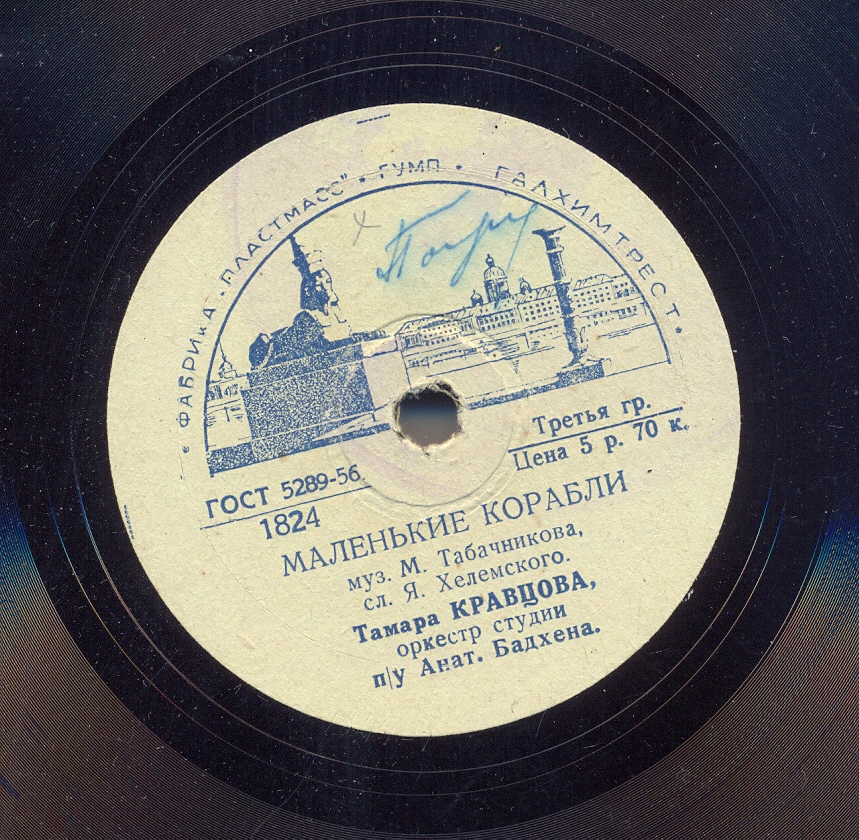 ФАБРИКА „ПЛАСТМАСС" • ГУМП • ГАЛХИМТРЕСТ •
Третья гр.
Цена 5 р. 70 к.
ГОСТ 5289-56
1824
МАЛЕНЬКИЕ КОРАБЛИ
муз. М. Табачникова,
сл. Я. Хелемского.
Тамара КРАВЦОВА,
оркестр студии
п/у Анат. Бадхена.